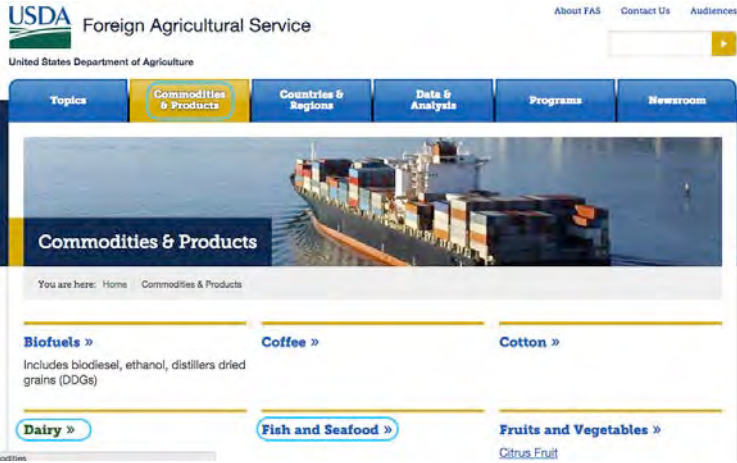 About FAS Contact Us Audiences
USDA Foreign Agricultural Service
United States Department of Agriculture
Topics
Commodities
& Products
Countries &
Regions
Data &
Analysis
Programs
Newsroom
Commodities & Products
You are here: Home Commodities & Products
Biofuels »
Includes biodiesel, ethanol, distillers dried
grains (DDGs)
Coffee »
Cotton »
Dairy »
Fish and Seafood »
Fruits and Vegetables »
Citrus Fruit